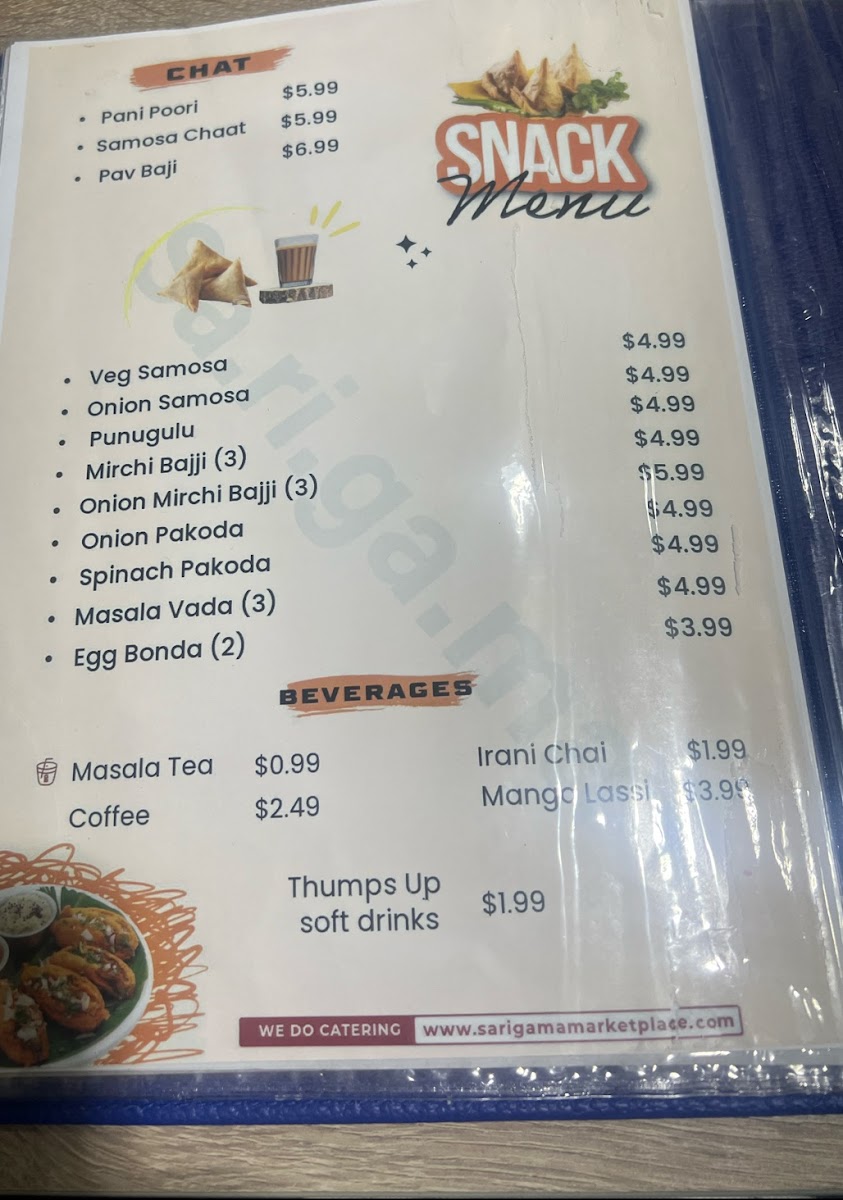 CHAT
• Pani Poori $5.99
• Samosa Chaat $5.99
• Pav Baji $6.99
SNACK
Menu
• Veg Samosa $4.99
• Onion Samosa $4.99
• Punugulu $4.99
• Mirchi Bajji (3) $4.99
• Onion Mirchi Bajji (3) $5.99
• Onion Pakoda $4.99
• Spinach Pakoda $4.99
• Masala Vada (3) $4.99
• Egg Bonda (2) $3.99
sa.ri.ga.ma
BEVERAGES
Masala Tea $0.99 Irani Chai $1.99
Coffee $2.49 Mango Lassi $3.99
Thumps Up
soft drinks $1.99
WE DO CATERING www.sarigamamarketplace.com